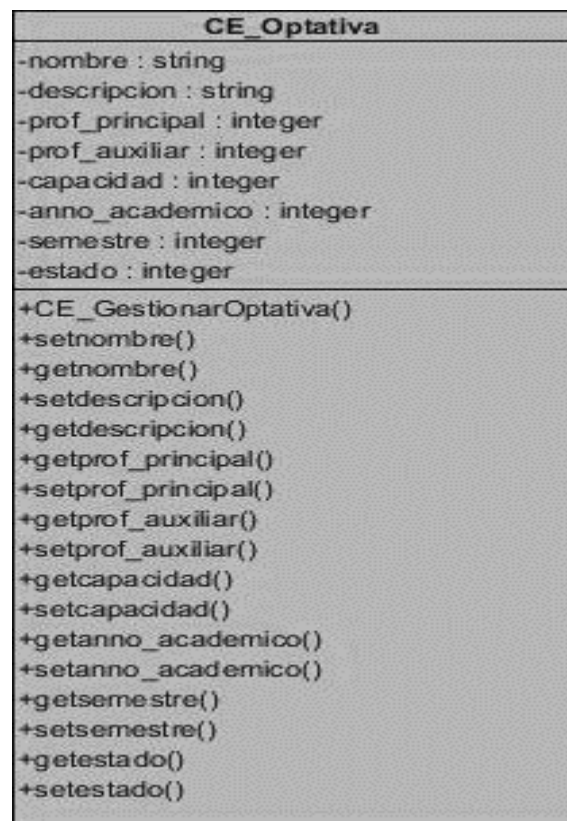 CE_Optativa
-nombre : string
-descripcion : string
-prof_principal : integer
-prof_auxiliar : integer
-capacidad : integer
-anno_academico : integer
-semestre : integer
-estado : integer
+CE_GestionarOptativa()
+setnombre()
+getnombre()
+setdescripcion()
+getdescripcion()
+getprof_principal()
+setprof_principal()
+getprof_auxiliar()
+setprof_auxiliar()
+getcapacidad()
+setcapacidad()
+getanno_academico()
+setanno_academico()
+getsemestre()
+setsemestre()
+getestado()
+setestado()